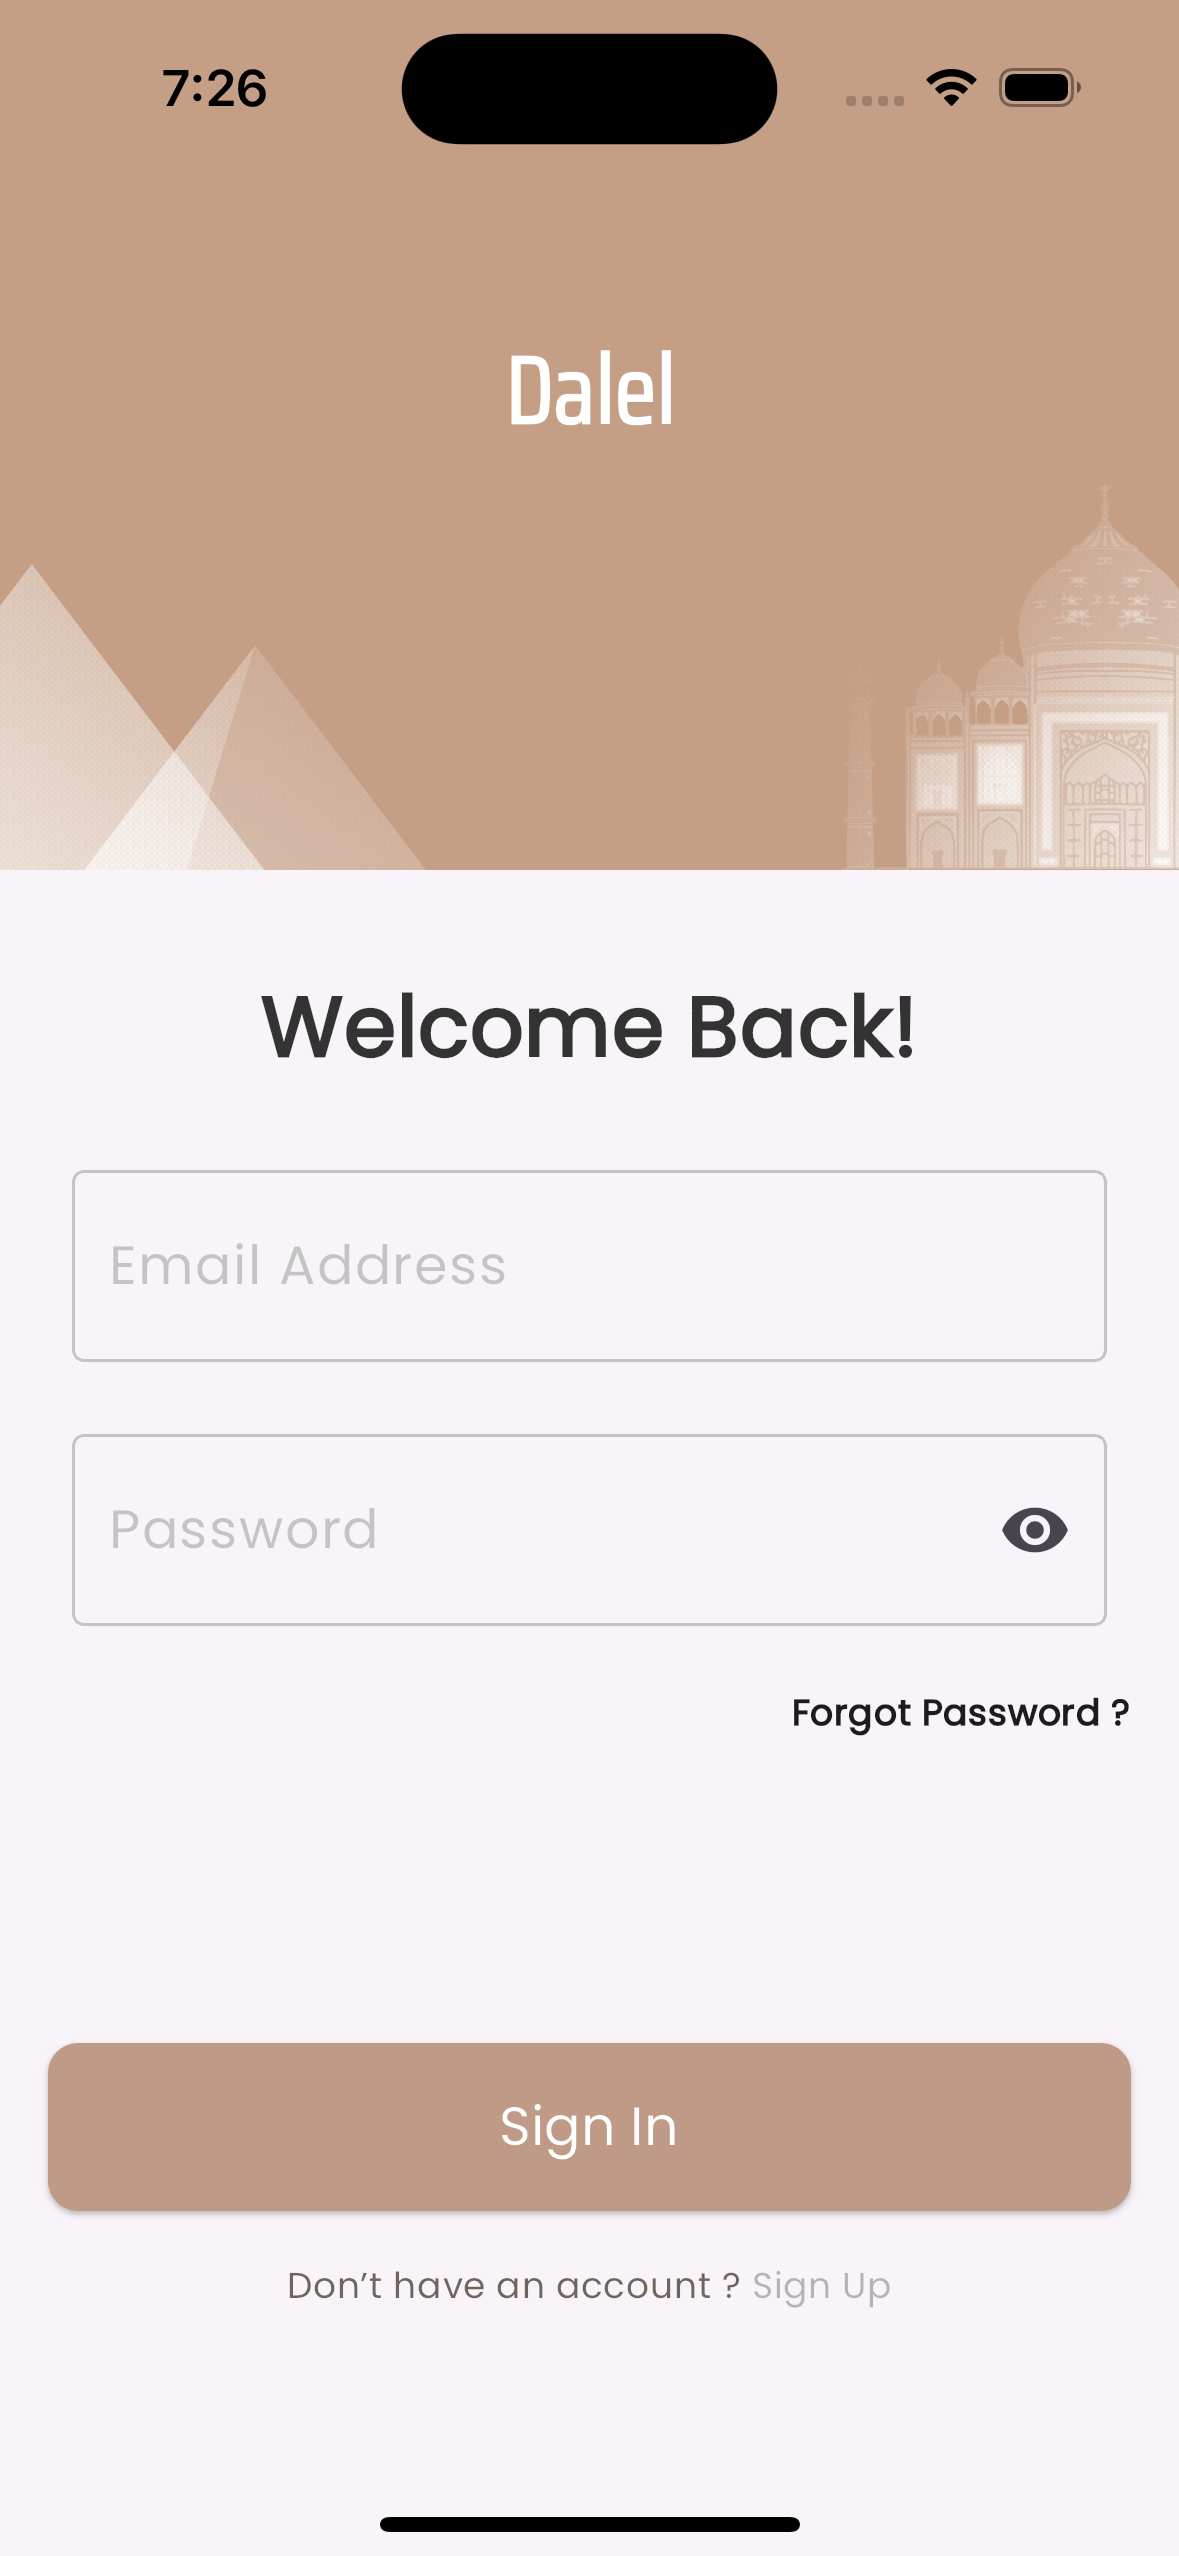 7:26
Dalel
Welcome Back!
Email Address
Password
Forgot Password ?
Sign In
Don’t have an account ? Sign Up